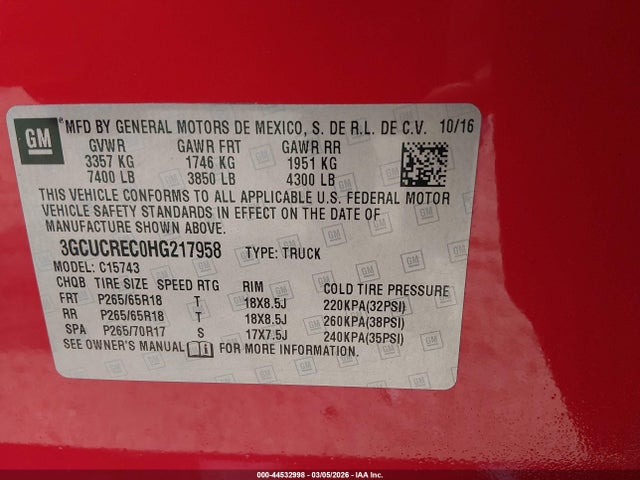 GM
MFD BY GENERAL MOTORS DE MEXICO, S. DE R.L. DE C.V. 10/16
GVWR GAWR FRT GAWR RR
3357 KG 1746 KG 1951 KG
7400 LB 3850 LB 4300 LB
THIS VEHICLE CONFORMS TO ALL APPLICABLE U.S. FEDERAL MOTOR
VEHICLE SAFETY STANDARDS IN EFFECT ON THE DATE OF
MANUFACTURE SHOWN ABOVE.
3GCUCREC0HG217958 TYPE: TRUCK
MODEL: C15743
CHQB TIRE SIZE SPEED RTG RIM COLD TIRE PRESSURE
FRT P265/65R18 T 18X8.5J 220KPA(32PSI)
RR P265/65R18 T 18X8.5J 260KPA(38PSI)
SPA P265/70R17 S 17X7.5J 240KPA(35PSI)
SEE OWNER'S MANUAL FOR MORE INFORMATION.
000-44532998 - 03/05/2026 - IAA Inc.